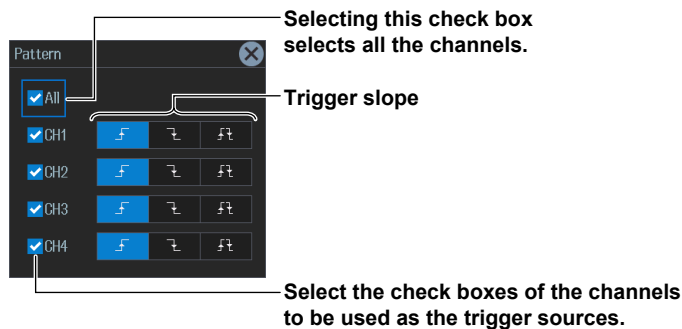 Selecting this check box
selects all the channels.
Pattern
All
Trigger slope
CH1
CH2
CH3
CH4
Select the check boxes of the channels
to be used as the trigger sources.